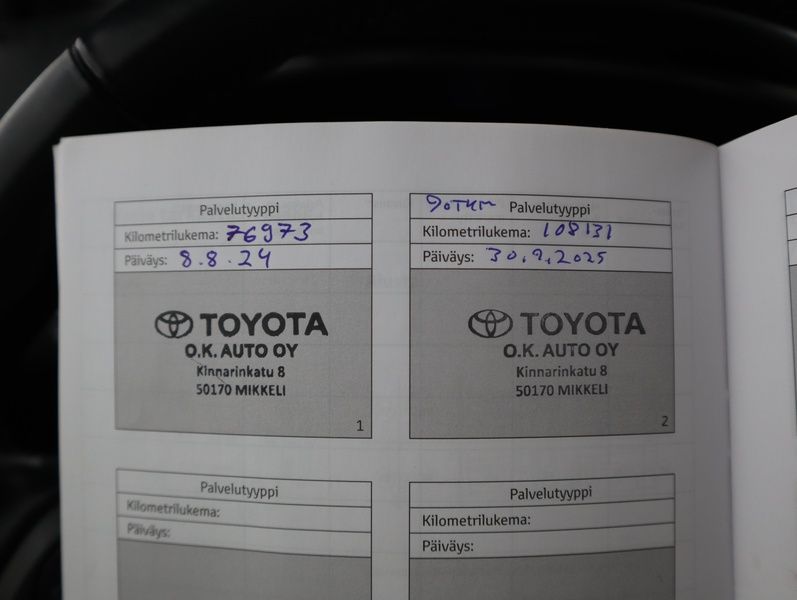 Palvelutyyppi
Kilometrilukema: 76973
Päiväys: 8.8.24
TOYOTA
O.K. AUTO OY
Kinnarinkatu 8
50170 MIKKELI
1
90TKM Palvelutyyppi
Kilometrilukema: 108131
Päiväys: 30.9.2025
TOYOTA
O.K. AUTO OY
Kinnarinkatu 8
50170 MIKKELI
2
Palvelutyyppi
Kilometrilukema:
Päiväys:
Palvelutyyppi
Kilometrilukema:
Päiväys: